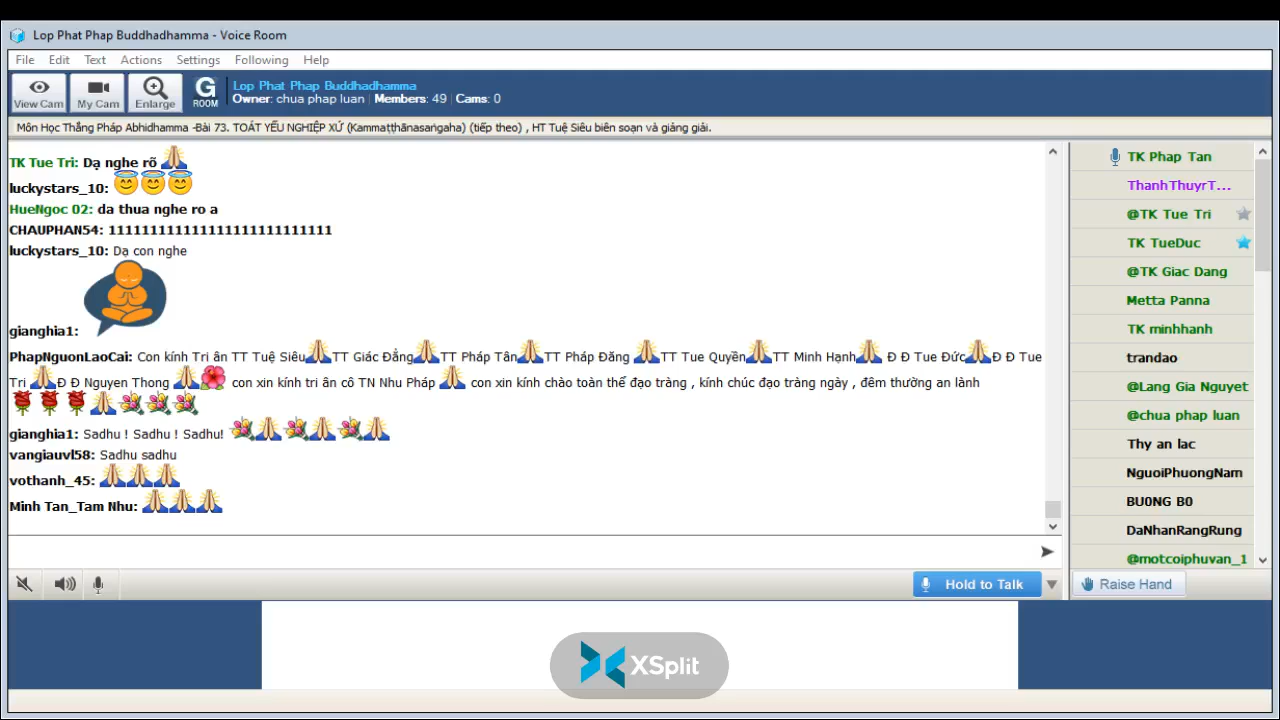 Lop Phat Phap Buddhadhamma - Voice Room
File Edit Text Actions Settings Following Help
View Cam My Cam Enlarge G ROOM
Lop Phat Phap Buddhadhamma
Owner: chua phap luan | Members: 49 | Cams: 0
Môn Học Thắng Pháp Abhidhamma -Bài 73. TOÁT YẾU NGHIỆP XỨ (Kammaṭṭhānasaṅgaha) (tiếp theo) , HT Tuệ Siêu biên soạn và giảng giải.
TK Tue Tri: Dạ nghe rõ
luckystars_10:
HueNgoc 02: da thua nghe ro a
CHAUPHAN54: 111111111111111111111111111
luckystars_10: Dạ con nghe
gianghia1:
PhapNguonLaoCai: Con kính Tri ân TT Tuệ Siêu TT Giác Đẳng TT Pháp Tân TT Pháp Đăng TT Tue Quyền TT Minh Hạnh Đ Đ Tue Đức Đ Đ Tue
Tri Đ Đ Nguyen Thong con xin kính tri ân cô TN Nhu Pháp con xin kính chào toàn thể đạo tràng , kính chúc đạo tràng ngày , đêm thường an lành
gianghia1: Sadhu ! Sadhu ! Sadhu!
vangiauvl58: Sadhu sadhu
vothanh_45:
Minh Tan_Tam Nhu:
TK Phap Tan
ThanhThuyrT...
@TK Tue Tri
TK TueDuc
@TK Giac Dang
Metta Panna
TK minhhanh
trandao
@Lang Gia Nguyet
@chua phap luan
Thy an lac
NguoiPhuongNam
BU0NG B0
DaNhanRangRung
@motcoiphuvan_1
Hold to Talk
Raise Hand
XSplit